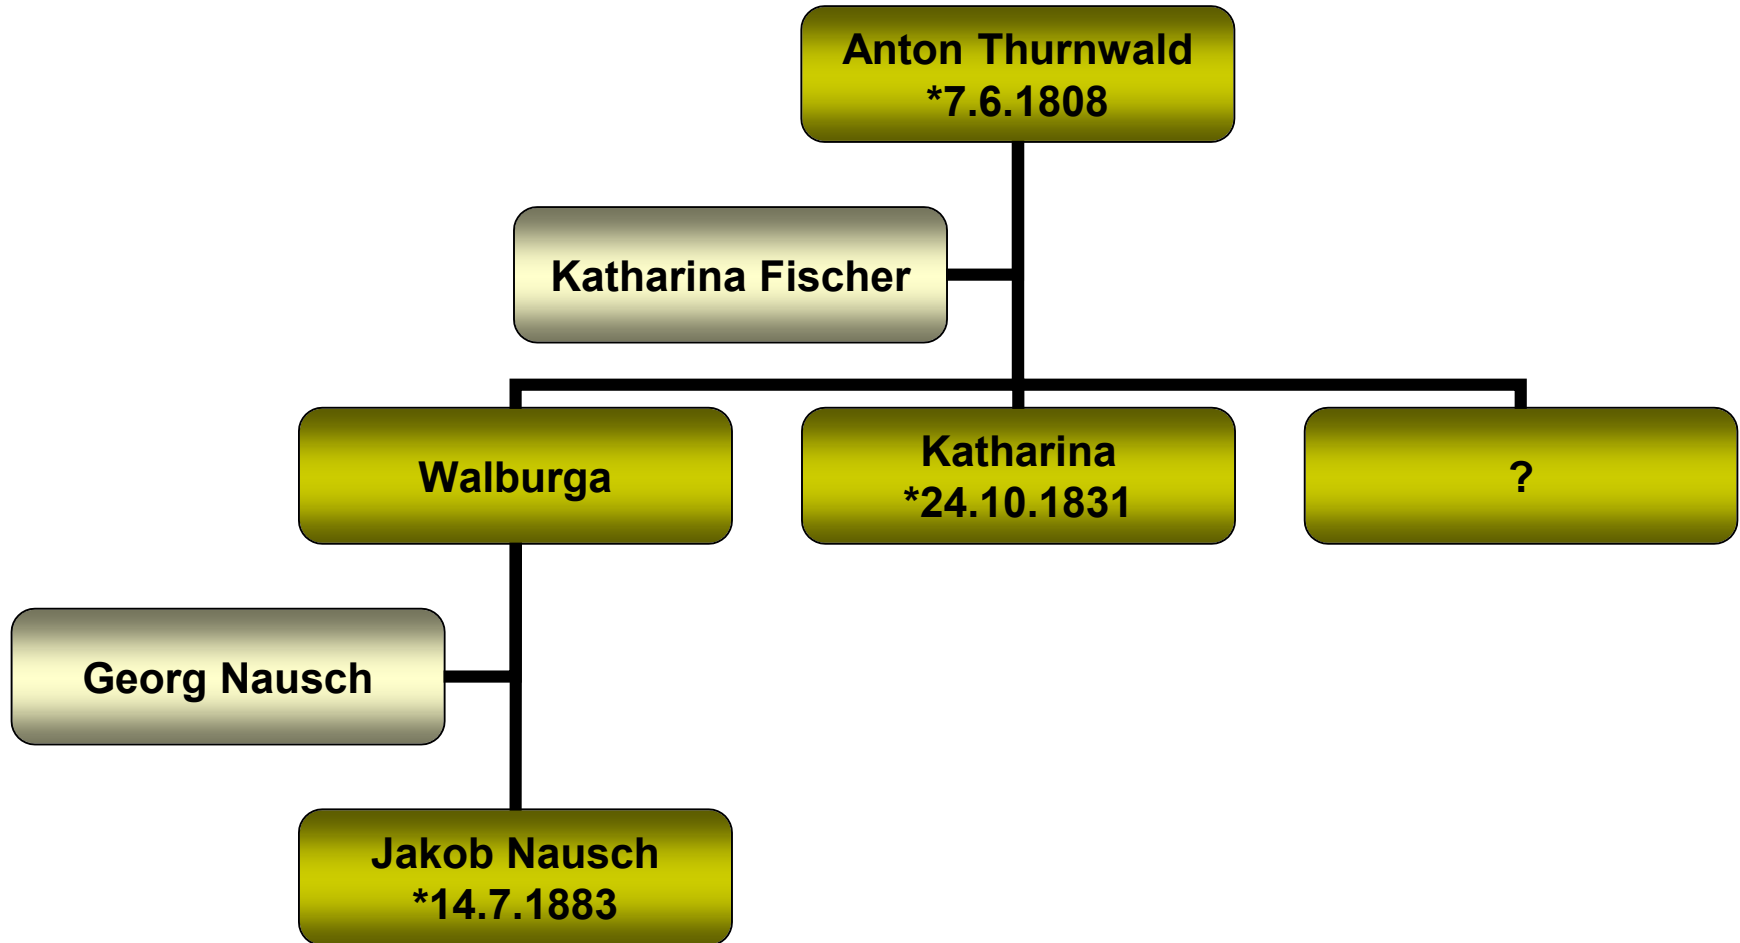 Anton Thurnwald
*7.6.1808
Katharina Fischer
Walburga
Katharina
*24.10.1831
?
Georg Nausch
Jakob Nausch
*14.7.1883